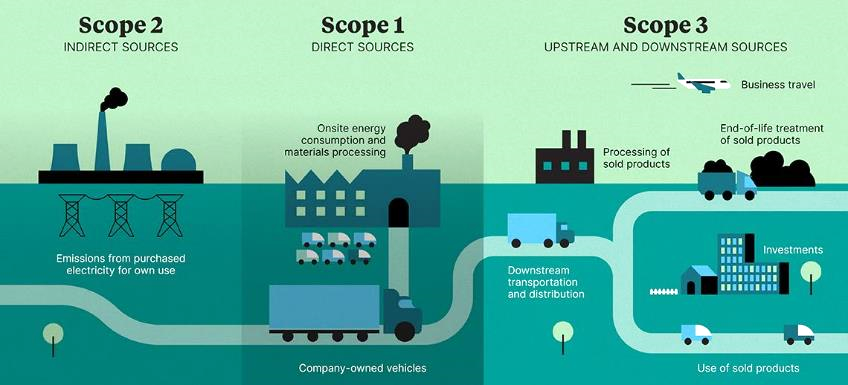 Scope 2
INDIRECT SOURCES
Emissions from purchased
electricity for own use
Scope 1
DIRECT SOURCES
Onsite energy
consumption and
materials processing
Company-owned vehicles
Scope 3
UPSTREAM AND DOWNSTREAM SOURCES
Business travel
Processing of
sold products
End-of-life treatment
of sold products
Downstream
transportation
and distribution
Investments
Use of sold products